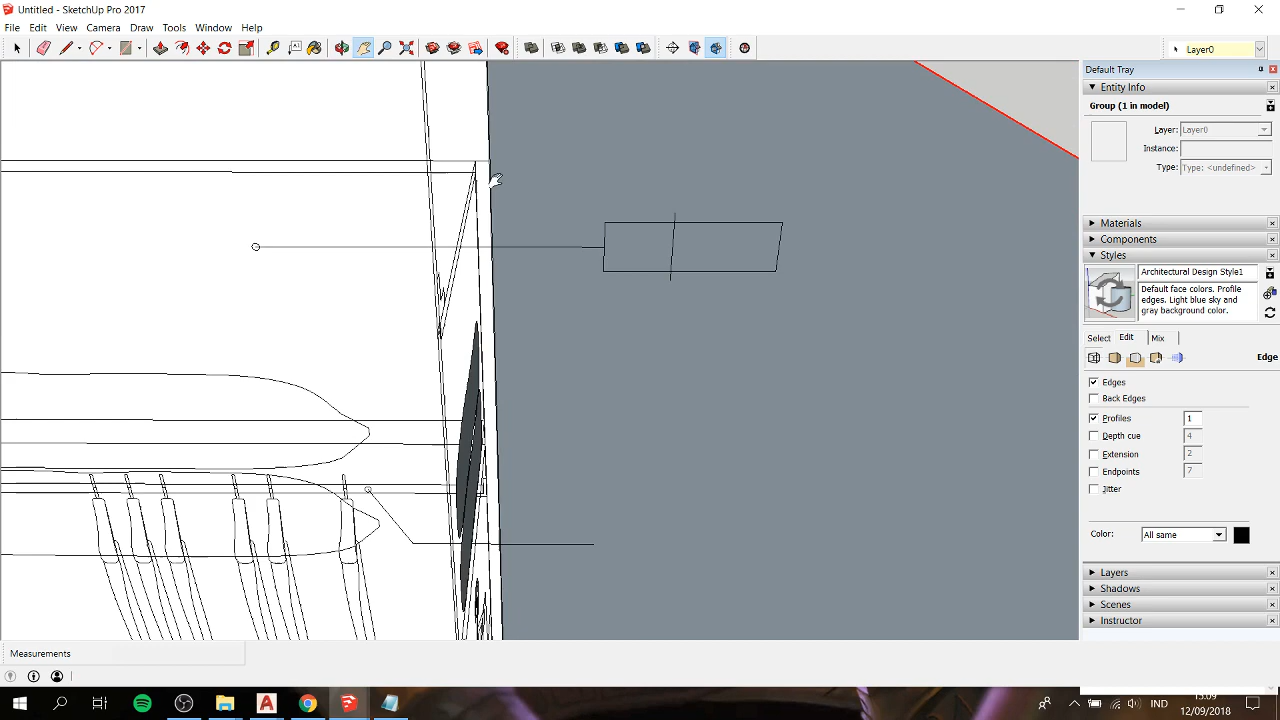 Untitled - SketchUp Pro 2017
File Edit View Camera Draw Tools Window Help
Layer0
Default Tray
Entity Info
Group (1 in model)
Layer: Layer0
Instance:
Type: Type: <undefined>
Materials
Components
Styles
Architectural Design Style1
Default face colors. Profile
edges. Light blue sky and
gray background color.
Select Edit Mix
Edge
Edges
Back Edges
Profiles 1
Depth cue 4
Extension 2
Endpoints 7
Jitter
Color: All same
Layers
Shadows
Scenes
Instructor
Measurements
IND
15.09
12/09/2018